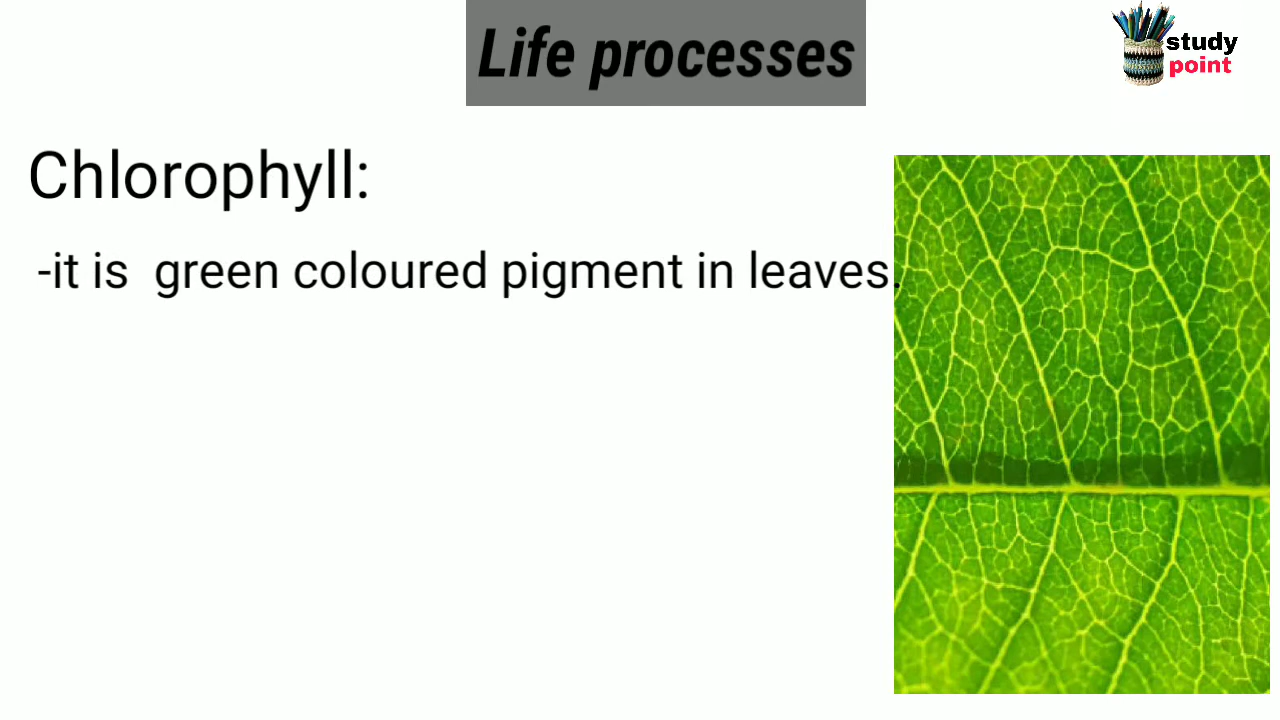 Life processes
study
point
Chlorophyll:
-it is  green coloured pigment in leaves.